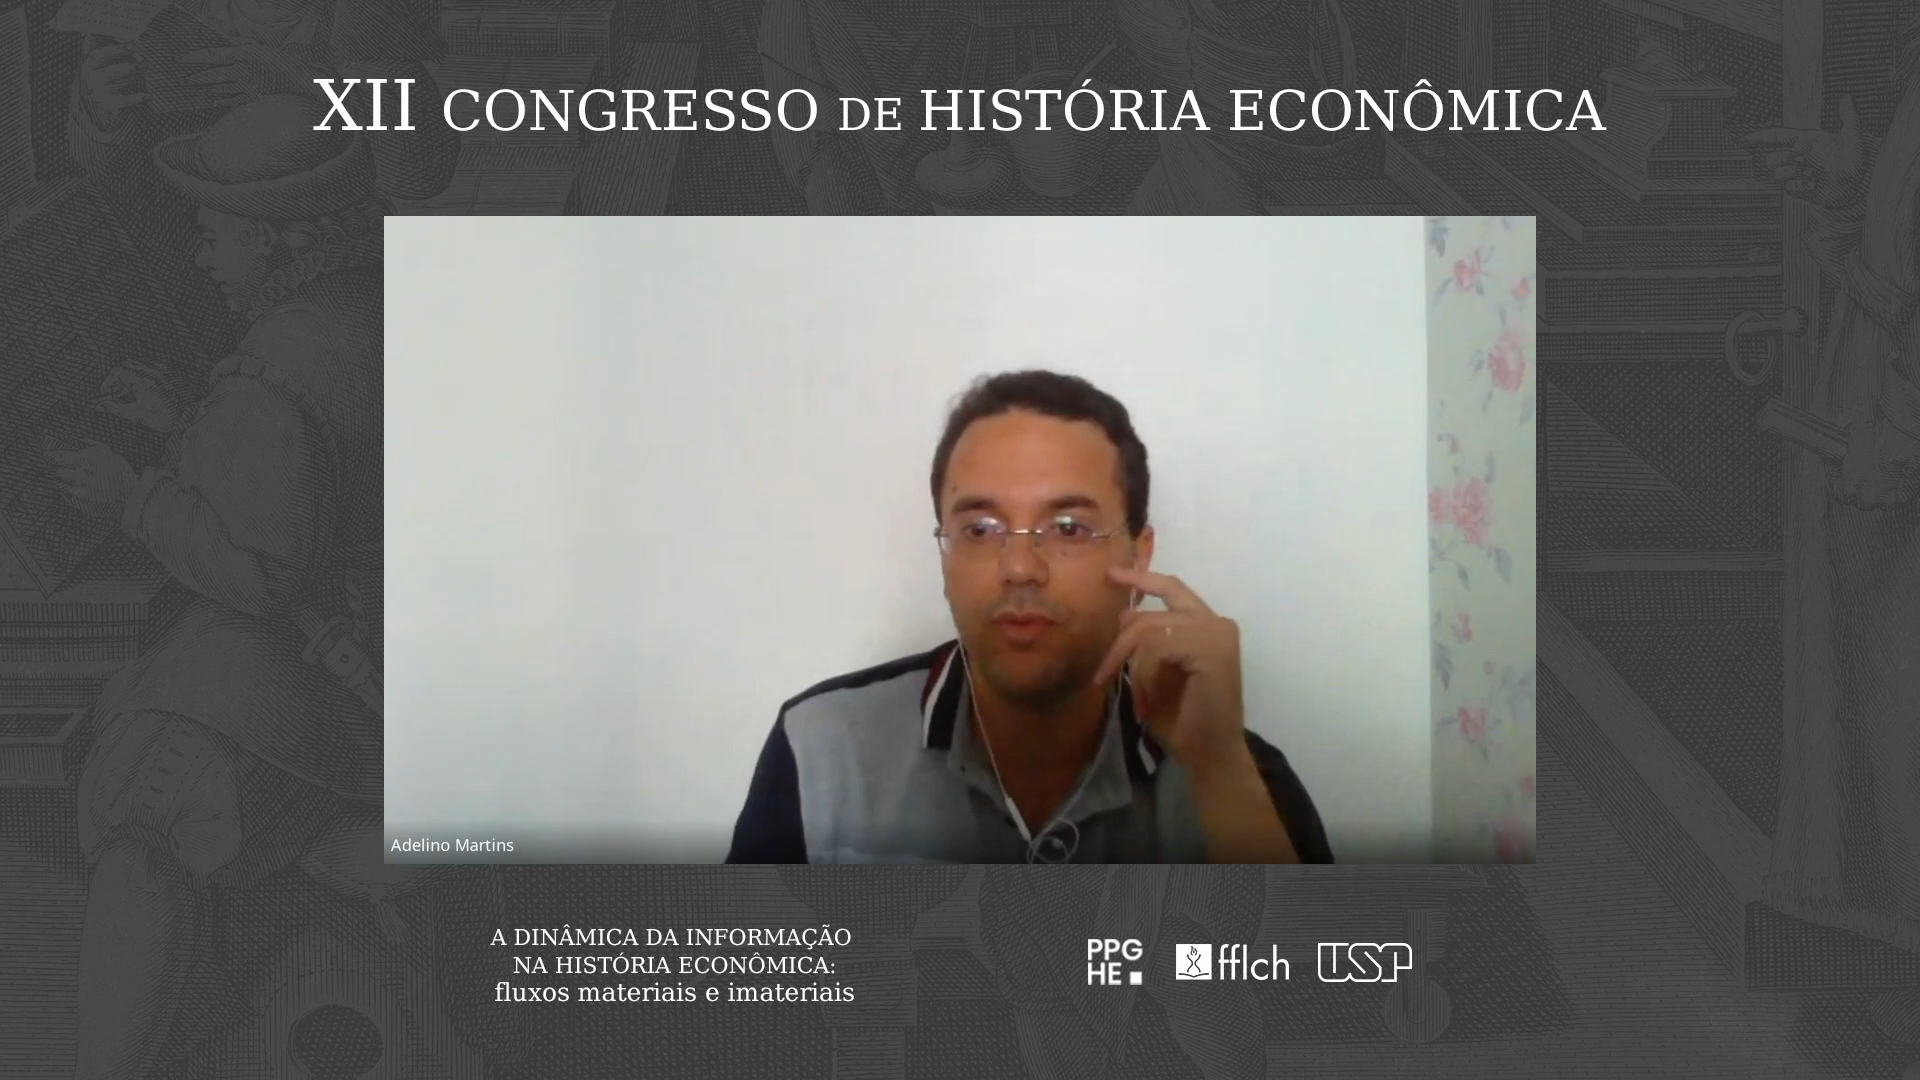 XII CONGRESSO DE HISTÓRIA ECONÔMICA
Adelino Martins
A DINÂMICA DA INFORMAÇÃO
NA HISTÓRIA ECONÔMICA:
fluxos materiais e imateriais
PPG
HE
fflch
USP